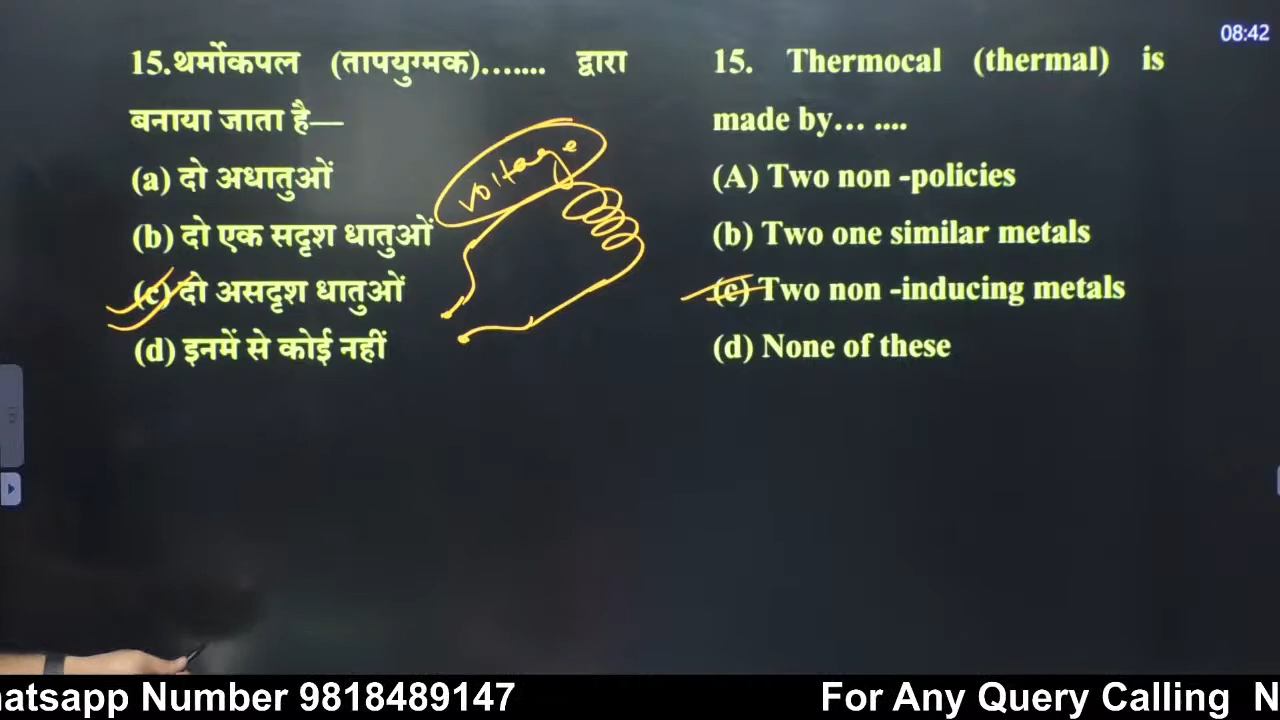 08:42
15.थर्मोकपल (तापयुग्मक)….... द्वारा
बनाया जाता है—
(a) दो अधातुओं
(b) दो एक सदृश धातुओं
(c) दो असदृश धातुओं
(d) इनमें से कोई नहीं
voltage
15. Thermocal (thermal) is
made by… ....
(A) Two non -policies
(b) Two one similar metals
(c) Two non -inducing metals
(d) None of these
hatsapp Number 9818489147 For Any Query Calling N